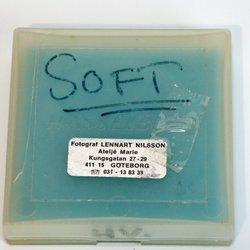 SOFT
Fotograf LENNART NILSSON
Ateljé Marie
Kungsgatan 27-29
411 15 GÖTEBORG
031 - 13 83 39